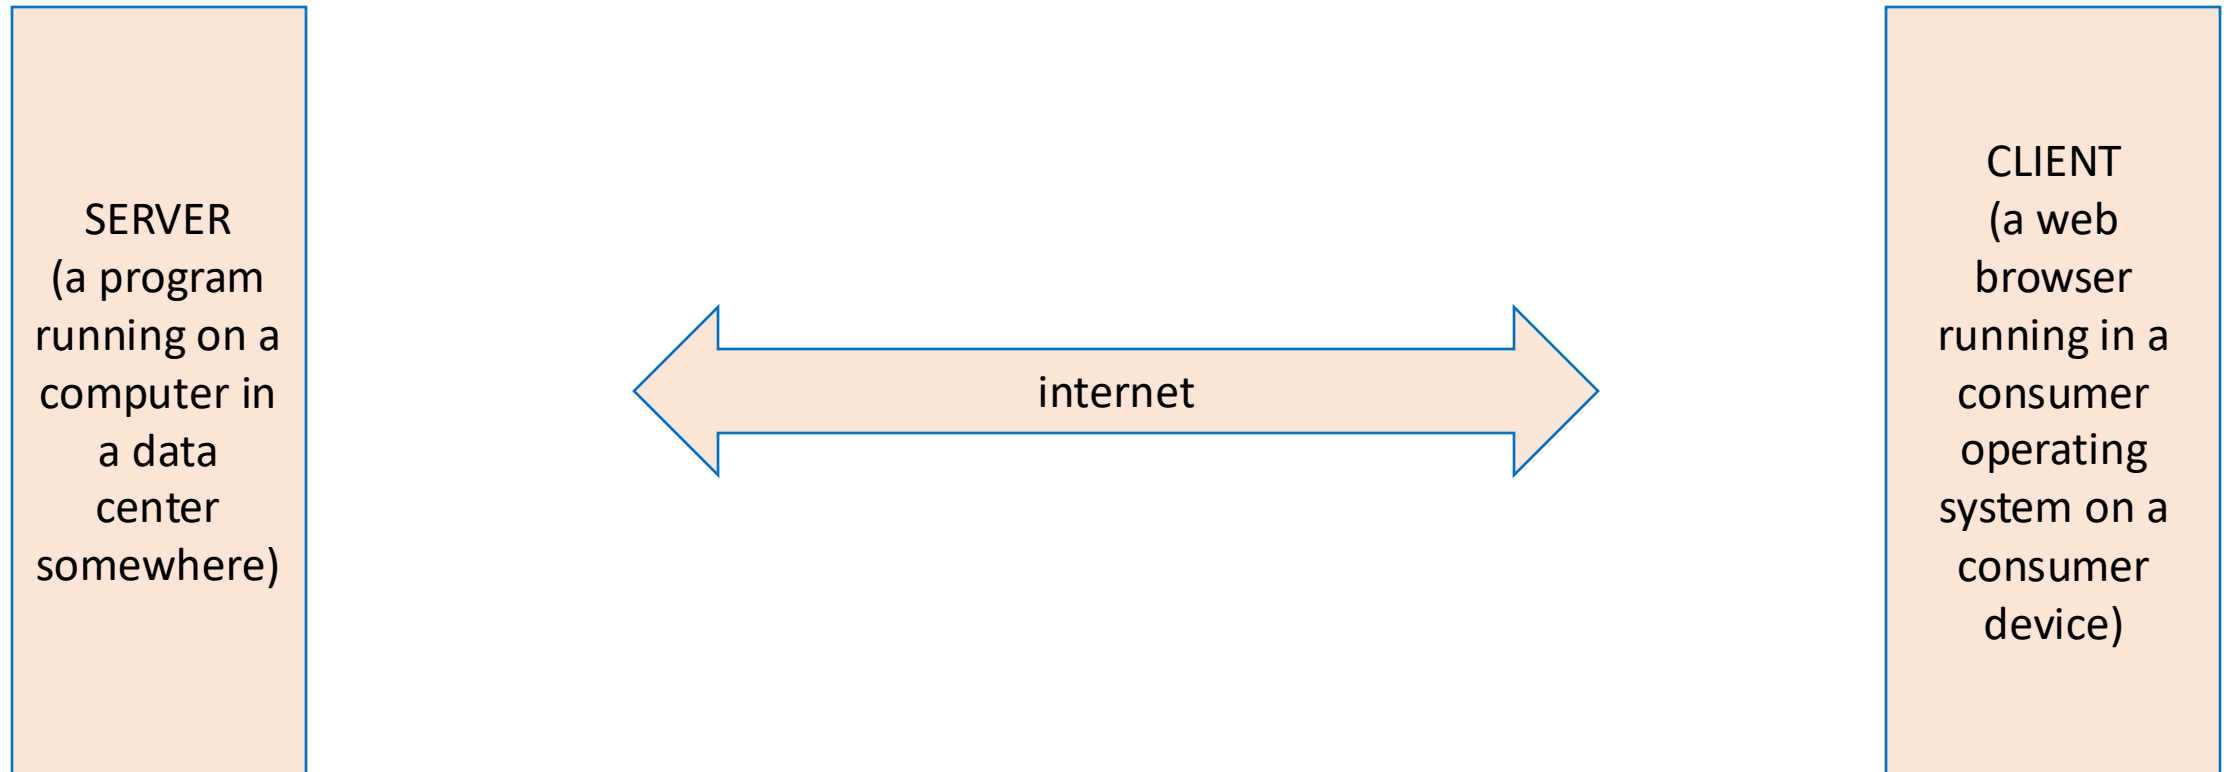 SERVER
(a program
running on a
computer in
a data
center
somewhere)
internet
CLIENT
(a web
browser
running in a
consumer
operating
system on a
consumer
device)